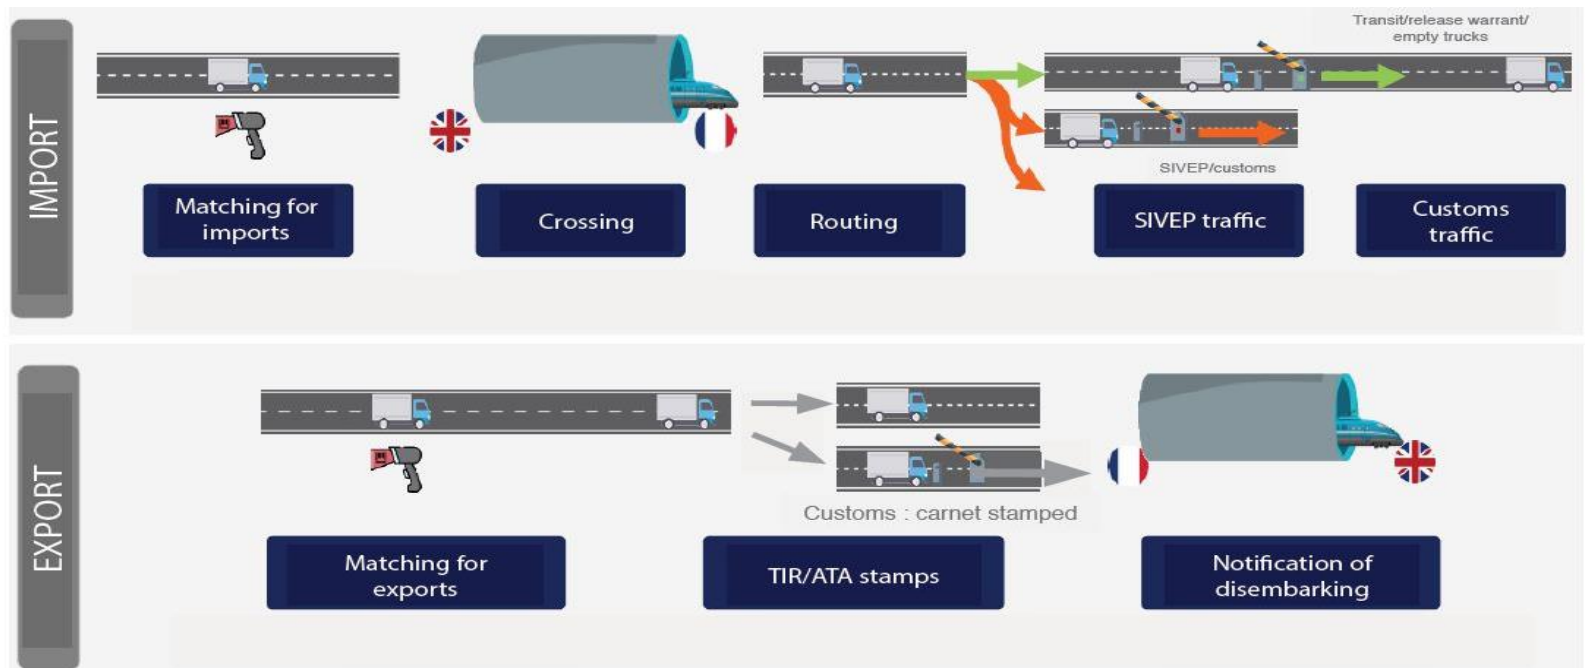 IMPORT
Transit/release warrant/
empty trucks
SIVEP/customs
Matching for
imports
Crossing
Routing
SIVEP traffic
Customs
traffic
EXPORT
Customs : carnet stamped
Matching for
exports
TIR/ATA stamps
Notification of
disembarking